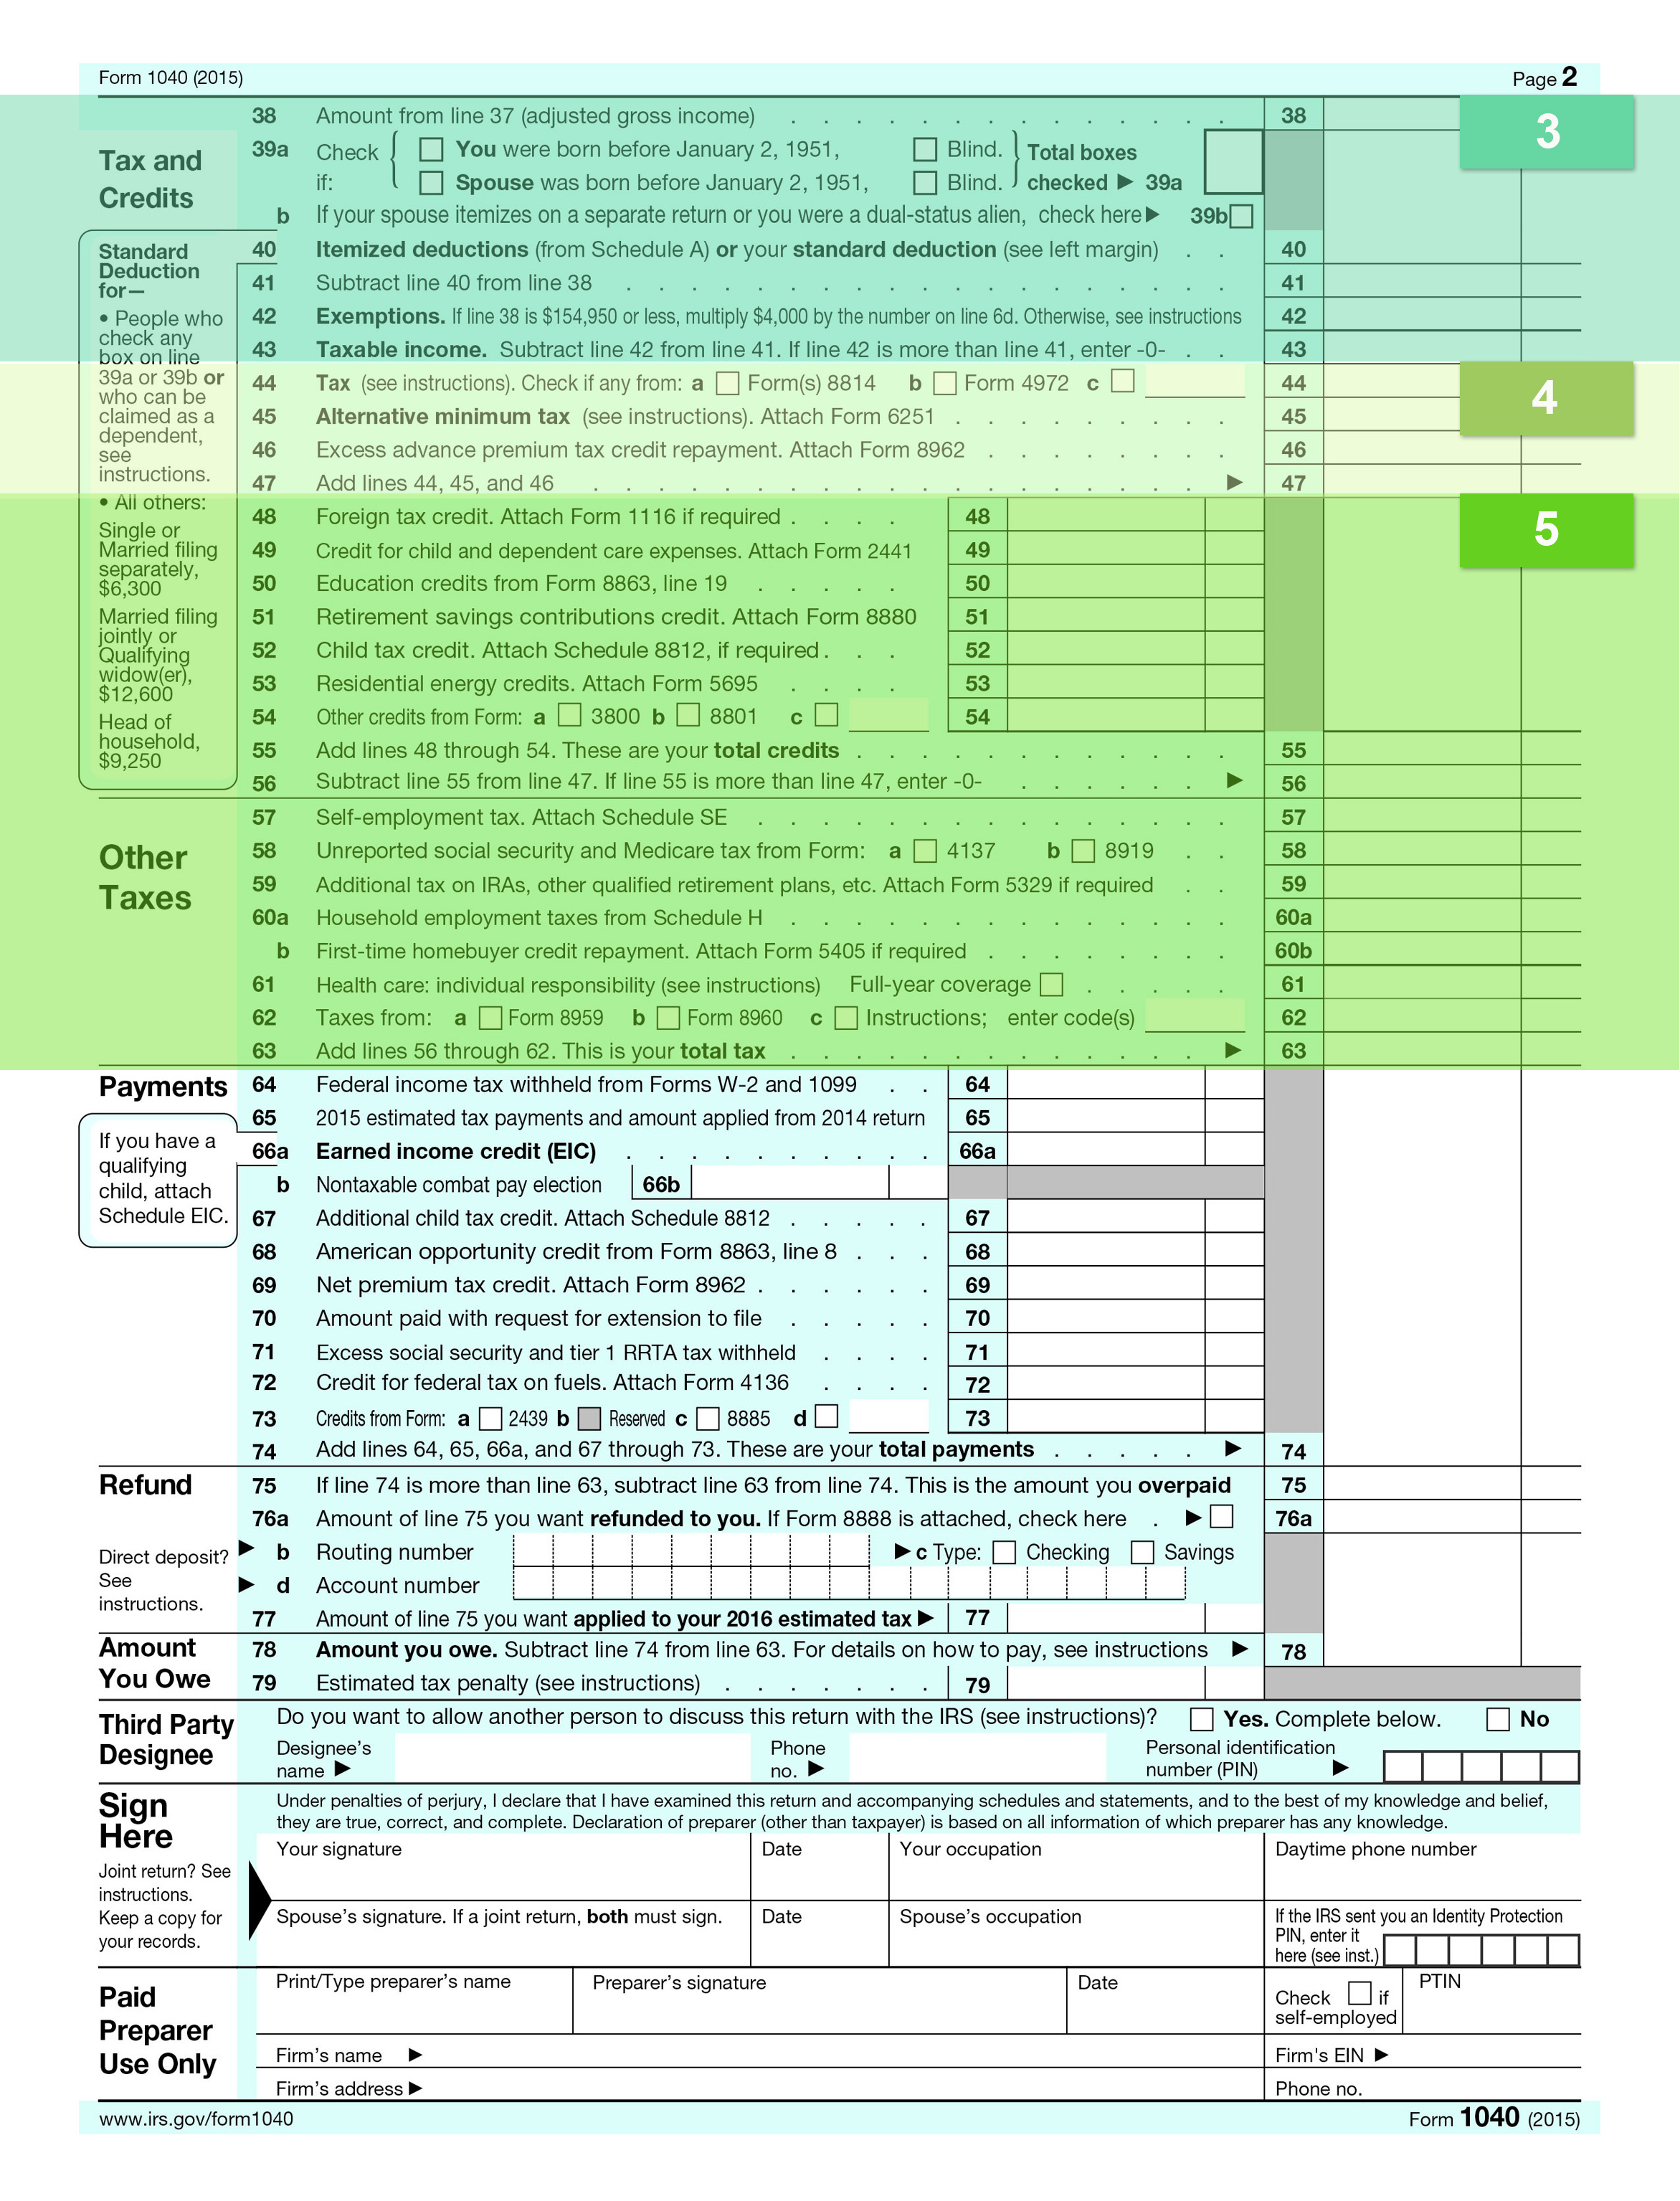 Form 1040 (2015) Page 2
3
38 Amount from line 37 (adjusted gross income) . . . . . . . . . . . . . . 38
Tax and Credits
39a Check if: { You were born before January 2, 1951, Blind. } Total boxes
Spouse was born before January 2, 1951, Blind. checked ▶ 39a
b If your spouse itemizes on a separate return or you were a dual-status alien, check here ▶ 39b
Standard
Deduction
for—
• People who
check any
box on line
39a or 39b or
who can be
claimed as a
dependent,
see
instructions.
• All others:
Single or
Married filing
separately,
$6,300
Married filing
jointly or
Qualifying
widow(er),
$12,600
Head of
household,
$9,250
40 Itemized deductions (from Schedule A) or your standard deduction (see left margin) . . 40
41 Subtract line 40 from line 38 . . . . . . . . . . . . . . . . . . . 41
42 Exemptions. If line 38 is $154,950 or less, multiply $4,000 by the number on line 6d. Otherwise, see instructions 42
43 Taxable income. Subtract line 42 from line 41. If line 42 is more than line 41, enter -0- . . 43
4
44 Tax (see instructions). Check if any from: a Form(s) 8814 b Form 4972 c 44
45 Alternative minimum tax (see instructions). Attach Form 6251 . . . . . . . . . 45
46 Excess advance premium tax credit repayment. Attach Form 8962 . . . . . . . . 46
47 Add lines 44, 45, and 46 . . . . . . . . . . . . . . . . . . . ▶ 47
5
48 Foreign tax credit. Attach Form 1116 if required . . . . 48
49 Credit for child and dependent care expenses. Attach Form 2441 49
50 Education credits from Form 8863, line 19 . . . . . 50
51 Retirement savings contributions credit. Attach Form 8880 51
52 Child tax credit. Attach Schedule 8812, if required . . . 52
53 Residential energy credits. Attach Form 5695 . . . . 53
54 Other credits from Form: a 3800 b 8801 c 54
55 Add lines 48 through 54. These are your total credits . . . . . . . . . . . . 55
56 Subtract line 55 from line 47. If line 55 is more than line 47, enter -0- . . . . . . ▶ 56
Other Taxes
57 Self-employment tax. Attach Schedule SE . . . . . . . . . . . . . . . 57
58 Unreported social security and Medicare tax from Form: a 4137 b 8919 . . 58
59 Additional tax on IRAs, other qualified retirement plans, etc. Attach Form 5329 if required . . 59
60a Household employment taxes from Schedule H . . . . . . . . . . . . . . 60a
b First-time homebuyer credit repayment. Attach Form 5405 if required . . . . . . . . 60b
61 Health care: individual responsibility (see instructions) Full-year coverage . . . . . 61
62 Taxes from: a Form 8959 b Form 8960 c Instructions; enter code(s) 62
63 Add lines 56 through 62. This is your total tax . . . . . . . . . . . . . ▶ 63
Payments
64 Federal income tax withheld from Forms W-2 and 1099 . . 64
65 2015 estimated tax payments and amount applied from 2014 return 65
If you have a
qualifying
child, attach
Schedule EIC.
66a Earned income credit (EIC) . . . . . . . . . . 66a
b Nontaxable combat pay election 66b
67 Additional child tax credit. Attach Schedule 8812 . . . . . 67
68 American opportunity credit from Form 8863, line 8 . . . 68
69 Net premium tax credit. Attach Form 8962 . . . . . . 69
70 Amount paid with request for extension to file . . . . . 70
71 Excess social security and tier 1 RRTA tax withheld . . . . 71
72 Credit for federal tax on fuels. Attach Form 4136 . . . . 72
73 Credits from Form: a 2439 b Reserved c 8885 d 73
74 Add lines 64, 65, 66a, and 67 through 73. These are your total payments . . . . . ▶ 74
Refund
75 If line 74 is more than line 63, subtract line 63 from line 74. This is the amount you overpaid 75
76a Amount of line 75 you want refunded to you. If Form 8888 is attached, check here . ▶ 76a
Direct deposit?
See
instructions.
▶ b Routing number ▶ c Type: Checking Savings
▶ d Account number
77 Amount of line 75 you want applied to your 2016 estimated tax ▶ 77
Amount You Owe
78 Amount you owe. Subtract line 74 from line 63. For details on how to pay, see instructions ▶ 78
79 Estimated tax penalty (see instructions) . . . . . . . 79
Third Party Designee
Do you want to allow another person to discuss this return with the IRS (see instructions)? Yes. Complete below. No
Designee's name ▶ Phone no. ▶ Personal identification number (PIN) ▶
Sign Here
Under penalties of perjury, I declare that I have examined this return and accompanying schedules and statements, and to the best of my knowledge and belief,
they are true, correct, and complete. Declaration of preparer (other than taxpayer) is based on all information of which preparer has any knowledge.
Joint return? See
instructions.
Keep a copy for
your records.
Your signature Date Your occupation Daytime phone number
Spouse's signature. If a joint return, both must sign. Date Spouse's occupation
If the IRS sent you an Identity Protection
PIN, enter it
here (see inst.)
Paid Preparer Use Only
Print/Type preparer's name Preparer's signature Date
Check if
self-employed
PTIN
Firm's name ▶ Firm's EIN ▶
Firm's address ▶ Phone no.
www.irs.gov/form1040 Form 1040 (2015)